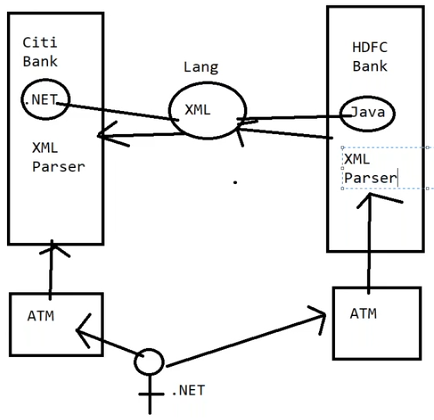 Citi
Bank
.NET
XML
Parser
Lang
XML
HDFC
Bank
Java
XML
Parser
ATM
ATM
.NET